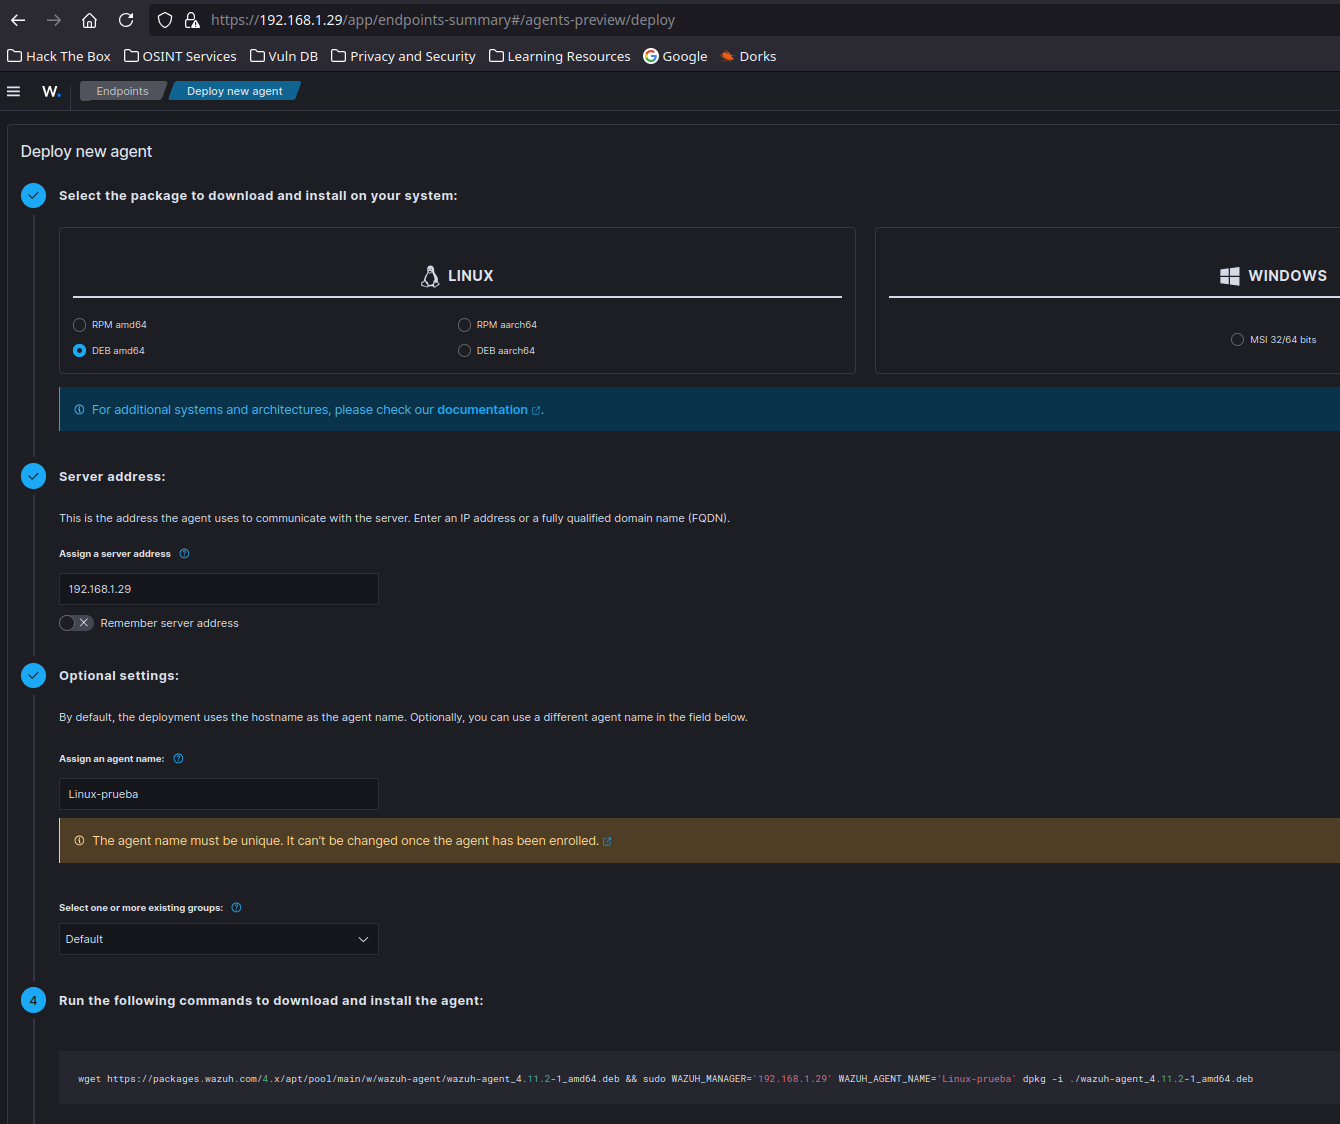 https://192.168.1.29/app/endpoints-summary#/agents-preview/deploy
Hack The Box OSINT Services Vuln DB Privacy and Security Learning Resources Google Dorks
W. Endpoints Deploy new agent
Deploy new agent
Select the package to download and install on your system:
LINUX
WINDOWS
RPM amd64
RPM aarch64
DEB amd64
DEB aarch64
MSI 32/64 bits
For additional systems and architectures, please check our documentation.
Server address:
This is the address the agent uses to communicate with the server. Enter an IP address or a fully qualified domain name (FQDN).
Assign a server address
192.168.1.29
Remember server address
Optional settings:
By default, the deployment uses the hostname as the agent name. Optionally, you can use a different agent name in the field below.
Assign an agent name:
Linux-prueba
The agent name must be unique. It can't be changed once the agent has been enrolled.
Select one or more existing groups:
Default
4 Run the following commands to download and install the agent:
wget https://packages.wazuh.com/4.x/apt/pool/main/w/wazuh-agent/wazuh-agent_4.11.2-1_amd64.deb && sudo WAZUH_MANAGER='192.168.1.29' WAZUH_AGENT_NAME='Linux-prueba' dpkg -i ./wazuh-agent_4.11.2-1_amd64.deb